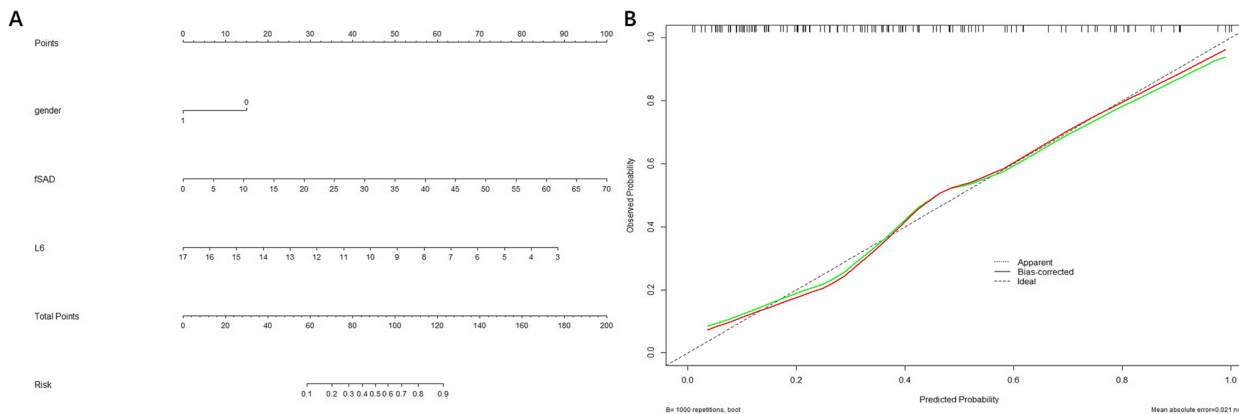 A
Points
0 10 20 30 40 50 60 70 80 90 100
gender
0
1
fSAD
0 5 10 15 20 25 30 35 40 45 50 55 60 65 70
L6
17 16 15 14 13 12 11 10 9 8 7 6 5 4 3
Total Points
0 20 40 60 80 100 120 140 160 180 200
Risk
0.1 0.2 0.3 0.4 0.5 0.6 0.7 0.8 0.9
B
1.0
0.8
0.6
0.4
0.2
0.0
Observed Probability
Apparent
Bias-corrected
Ideal
0.0 0.2 0.4 0.6 0.8 1.0
Predicted Probability
B= 1000 repetitions, boot
Mean absolute error=0.021